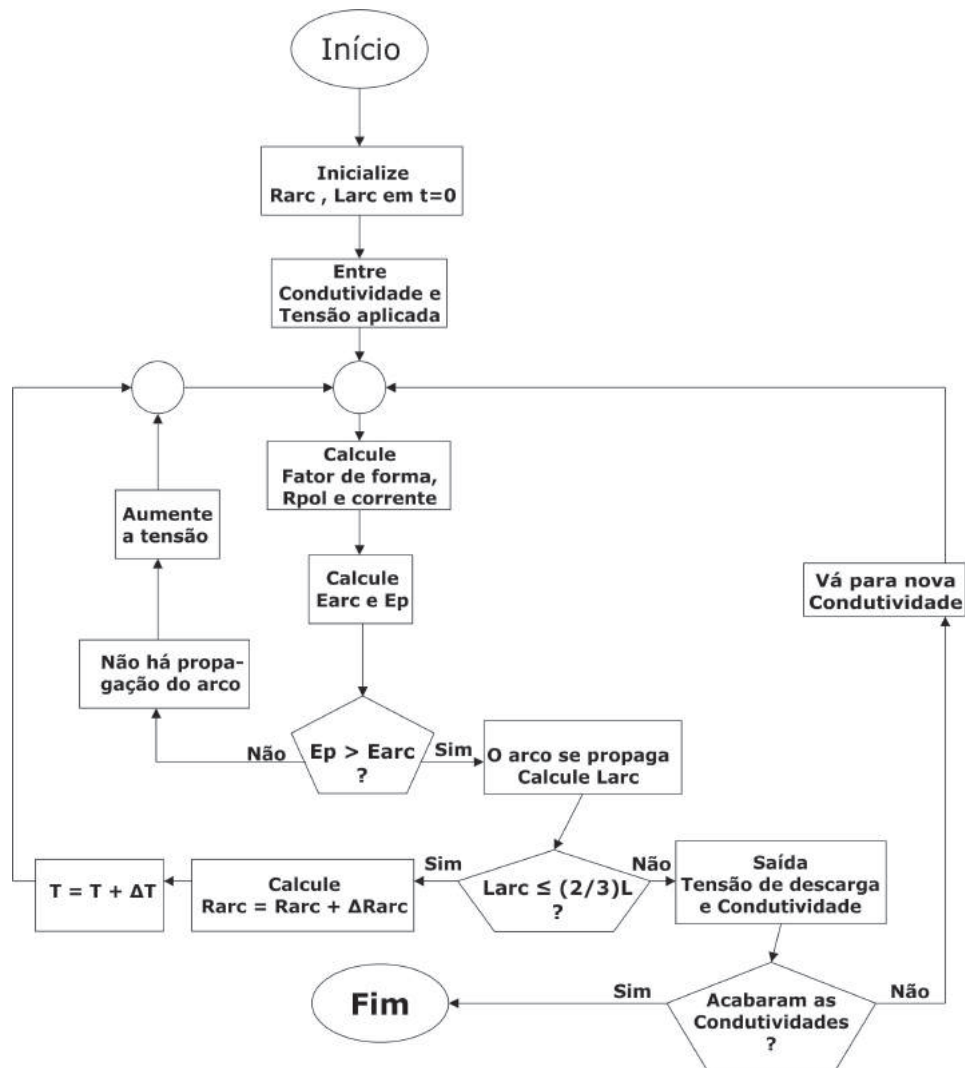 Início
Inicialize
Rarc , Larc em t=0
Entre
Condutividade e
Tensão aplicada
Calcule
Fator de forma,
Rpol e corrente
Aumente
a tensão
Calcule
Earc e Ep
Vá para nova
Condutividade
Não há propa-
gação do arco
Não
Ep > Earc
?
Sim
O arco se propaga
Calcule Larc
T = T + ΔT
Calcule
Rarc = Rarc + ΔRarc
Sim
Larc ≤ (2/3)L
?
Não
Saída
Tensão de descarga
e Condutividade
Fim
Sim
Acabaram as
Condutividades
?
Não